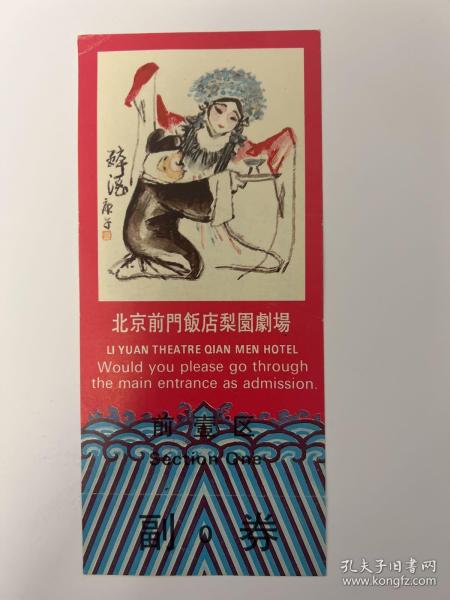 醉酒
庚子
北京前門飯店梨園劇場
LI YUAN THEATRE QIAN MEN HOTEL
Would you please go through
the main entrance as admission.
前壹区
Section One
副券
孔夫子旧书网
www.kongfz.com